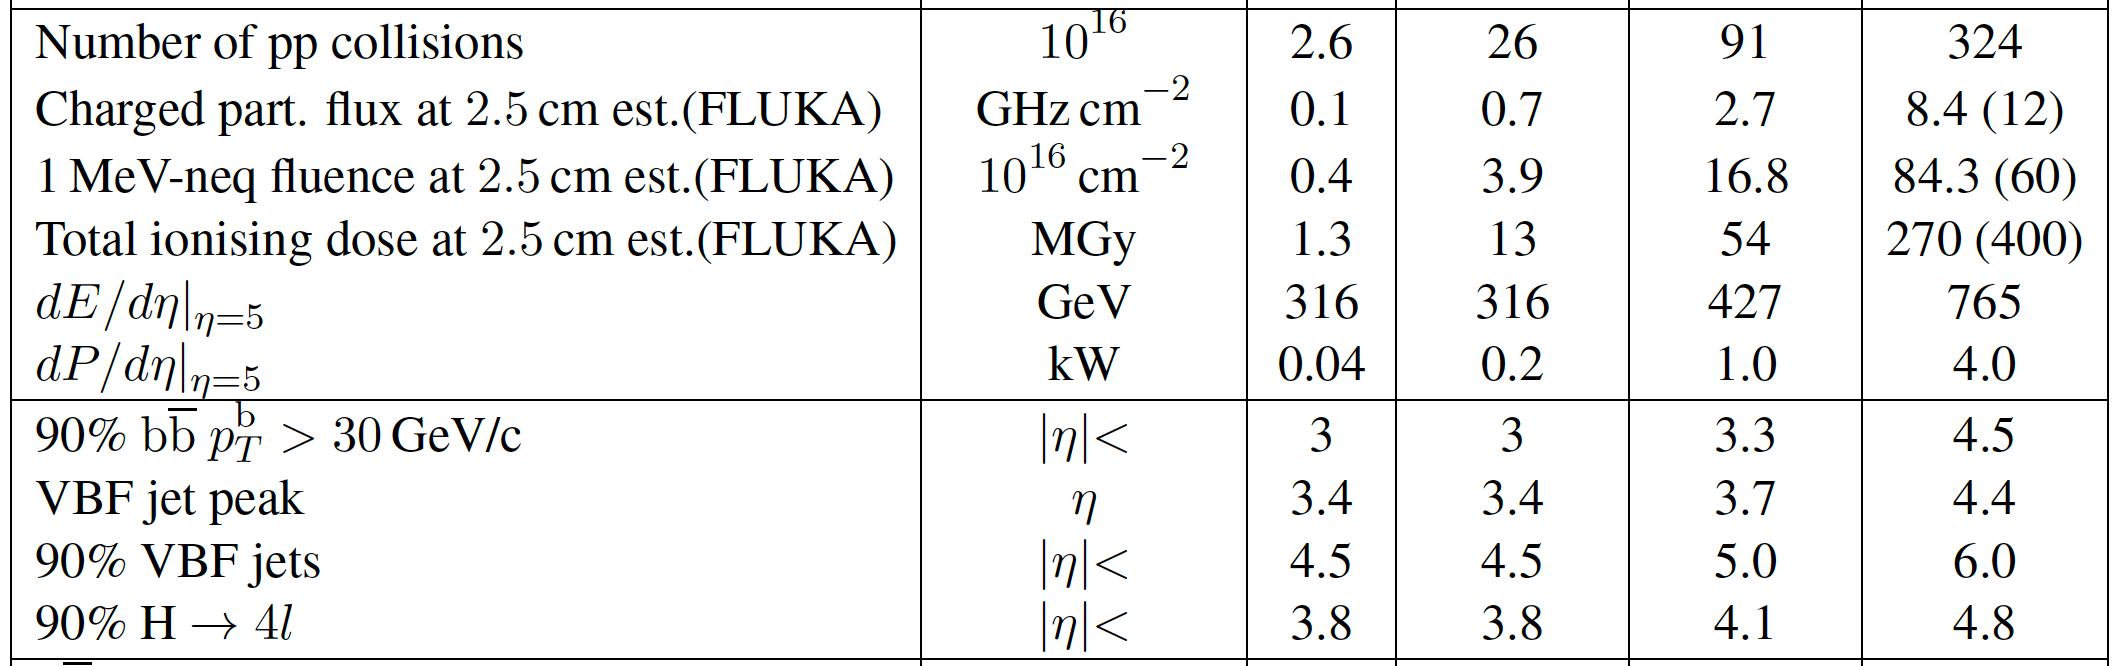 Number of pp collisions 10^16 2.6 26 91 324
Charged part. flux at 2.5 cm est.(FLUKA) GHz cm^−2 0.1 0.7 2.7 8.4 (12)
1 MeV-neq fluence at 2.5 cm est.(FLUKA) 10^16 cm^−2 0.4 3.9 16.8 84.3 (60)
Total ionising dose at 2.5 cm est.(FLUKA) MGy 1.3 13 54 270 (400)
dE/dη|_η=5 GeV 316 316 427 765
dP/dη|_η=5 kW 0.04 0.2 1.0 4.0
90% bb̅ p_T^b > 30 GeV/c |η|< 3 3 3.3 4.5
VBF jet peak η 3.4 3.4 3.7 4.4
90% VBF jets |η|< 4.5 4.5 5.0 6.0
90% H → 4l |η|< 3.8 3.8 4.1 4.8